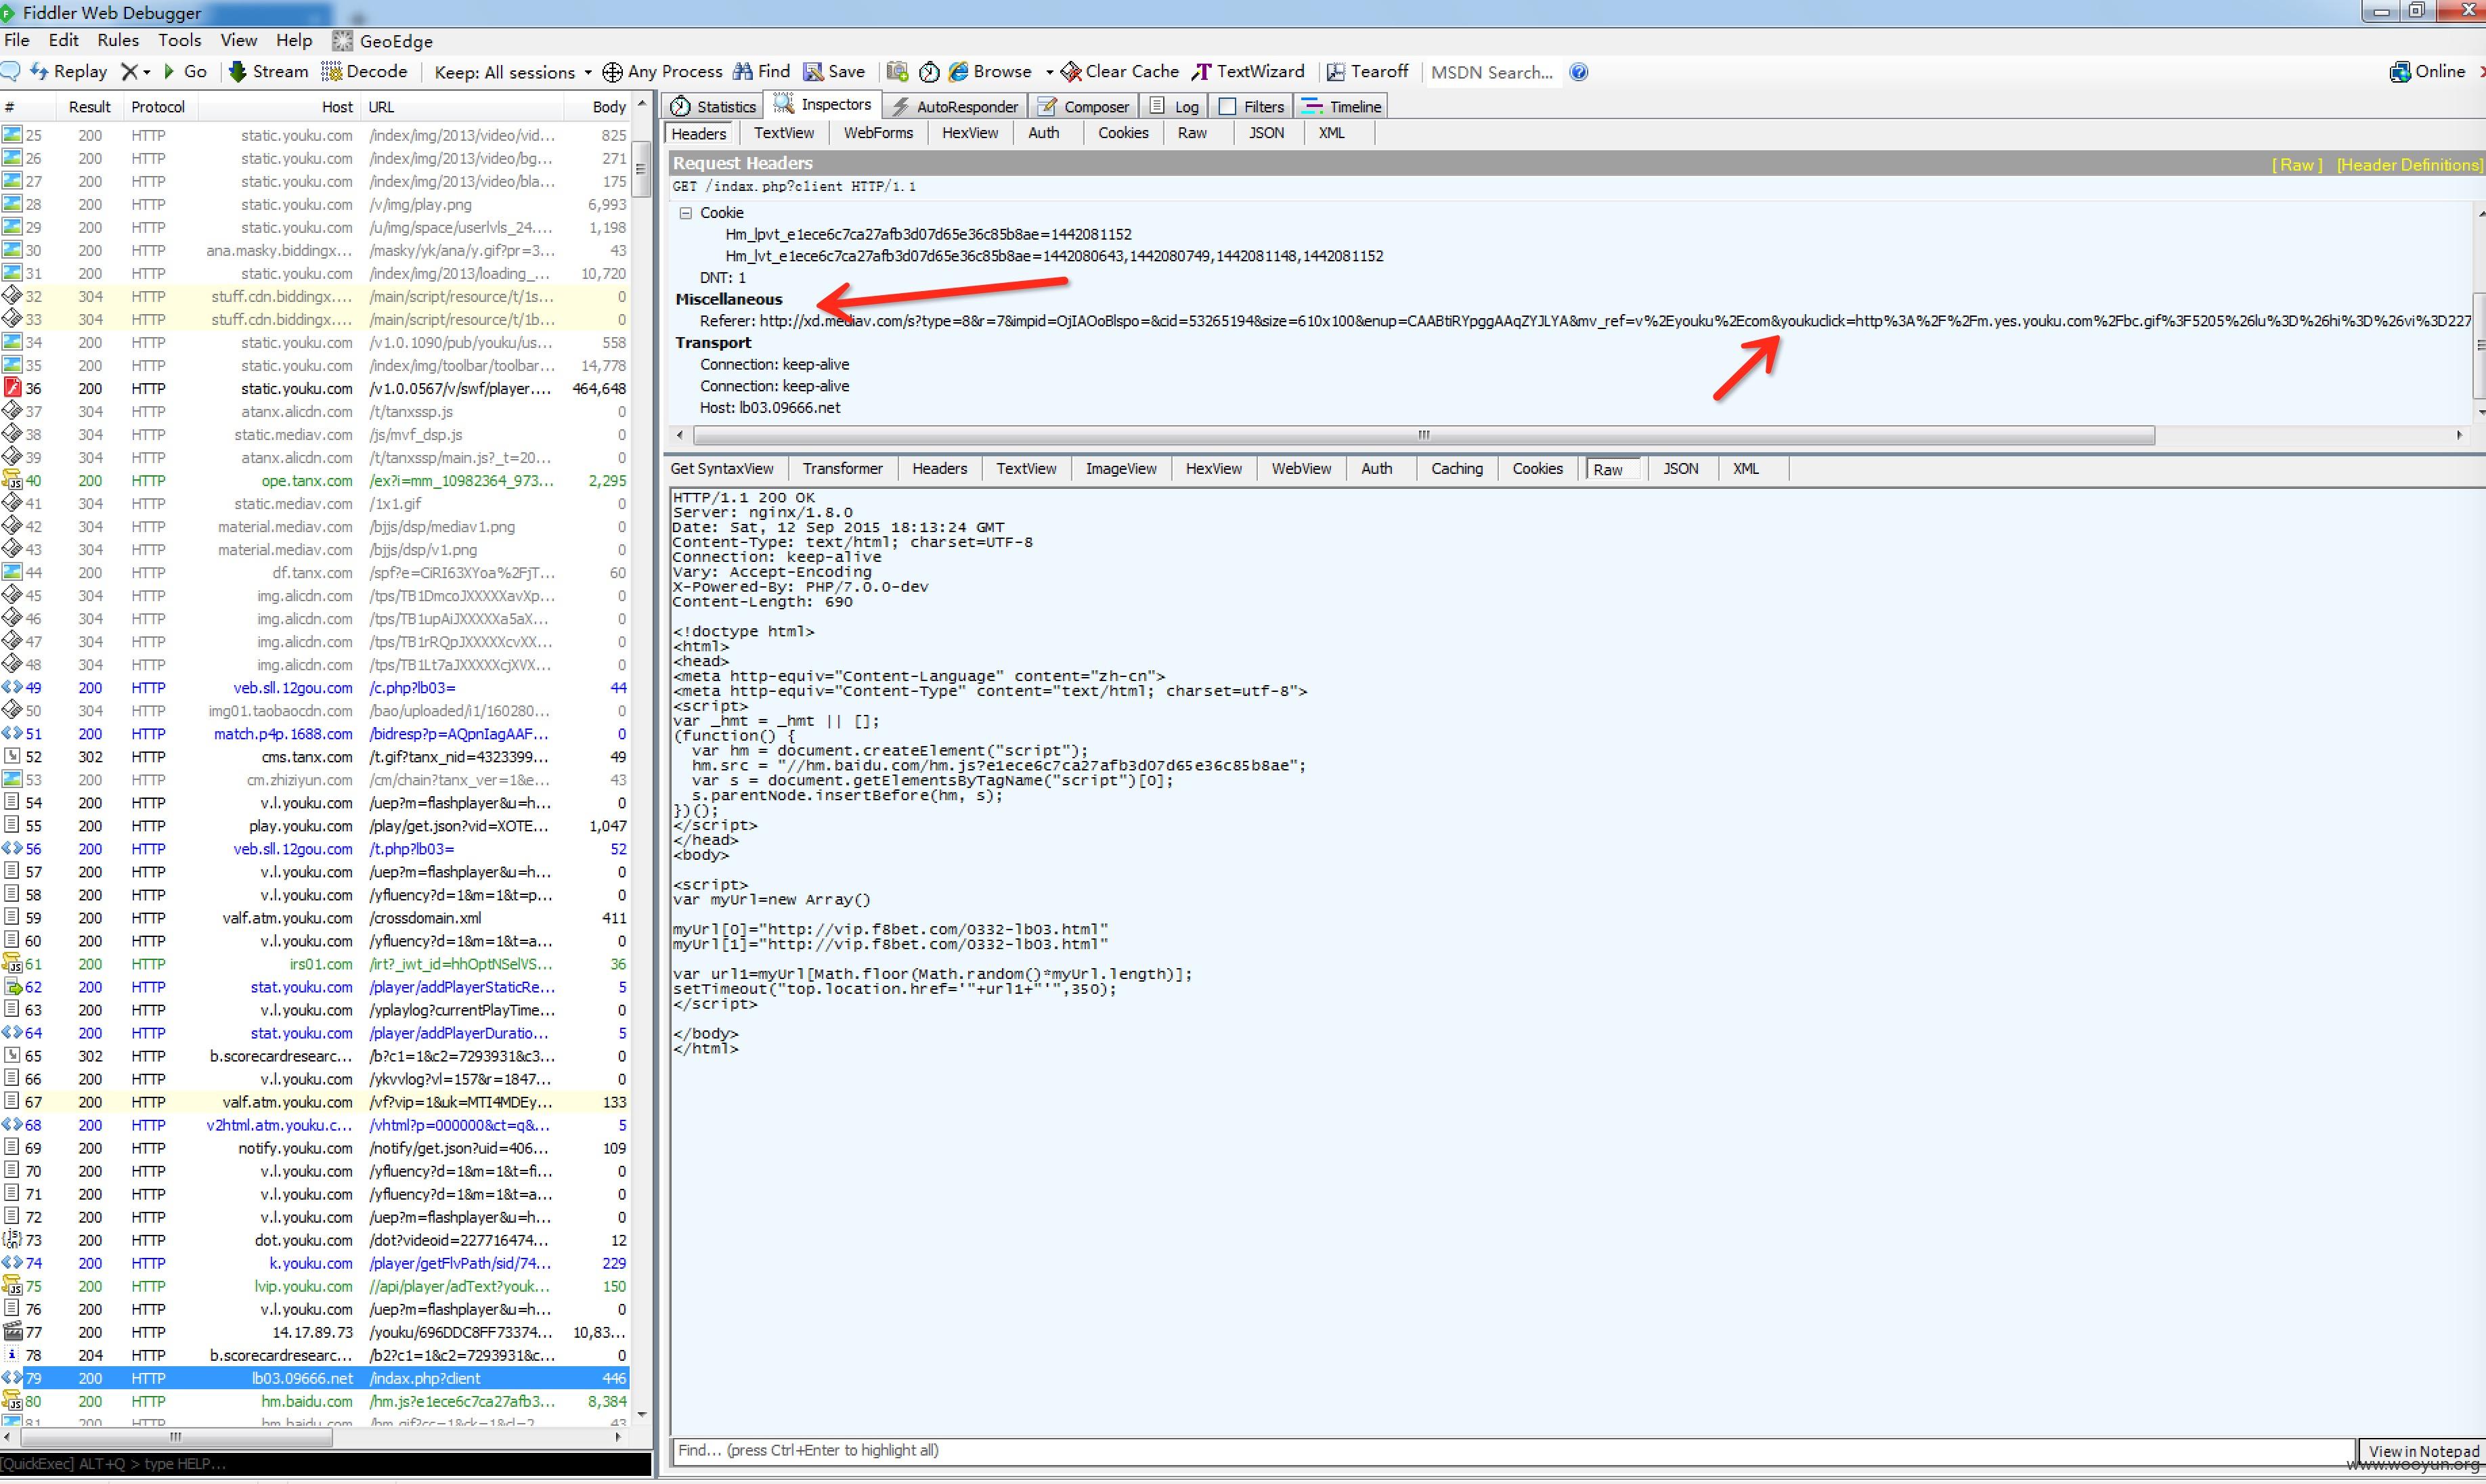 Fiddler Web Debugger
File Edit Rules Tools View Help GeoEdge
Replay Go Stream Decode Keep: All sessions Any Process Find Save Browse Clear Cache TextWizard Tearoff MSDN Search... Online
# Result Protocol Host URL Body
25 200 HTTP static.youku.com /index/img/2013/video/vid... 825
26 200 HTTP static.youku.com /index/img/2013/video/bg... 271
27 200 HTTP static.youku.com /index/img/2013/video/bla... 175
28 200 HTTP static.youku.com /v/img/play.png 6,993
29 200 HTTP static.youku.com /u/img/space/userlvls_24.... 1,198
30 200 HTTP ana.masky.biddingx... /masky/yk/ana/y.gif?pr=3... 43
31 200 HTTP static.youku.com /index/img/2013/loading_... 10,720
32 304 HTTP stuff.cdn.biddingx.... /main/script/resource/t/1s... 0
33 304 HTTP stuff.cdn.biddingx.... /main/script/resource/t/1b... 0
34 200 HTTP static.youku.com /v1.0.1090/pub/youku/us... 558
35 200 HTTP static.youku.com /index/img/toolbar/toolbar... 14,778
36 200 HTTP static.youku.com /v1.0.0567/v/swf/player.... 464,648
37 304 HTTP atanx.alicdn.com /t/tanxssp.js 0
38 304 HTTP static.mediav.com /js/mvf_dsp.js 0
39 304 HTTP atanx.alicdn.com /t/tanxssp/main.js?_t=20... 0
40 200 HTTP ope.tanx.com /ex?i=mm_10982364_973... 2,295
41 304 HTTP static.mediav.com /1x1.gif 0
42 304 HTTP material.mediav.com /bjjs/dsp/mediav1.png 0
43 304 HTTP material.mediav.com /bjjs/dsp/v1.png 0
44 200 HTTP df.tanx.com /spf?e=CiRI63XYoa%2FjT... 60
45 304 HTTP img.alicdn.com /tps/TB1DmcoJXXXXXavXp... 0
46 304 HTTP img.alicdn.com /tps/TB1upAiJXXXXXa5aX... 0
47 304 HTTP img.alicdn.com /tps/TB1rRQpJXXXXXcvXX... 0
48 304 HTTP img.alicdn.com /tps/TB1Lt7aJXXXXXcjXVX... 0
49 200 HTTP veb.sll.12gou.com /c.php?lb03= 44
50 304 HTTP img01.taobaocdn.com /bao/uploaded/i1/160280... 0
51 200 HTTP match.p4p.1688.com /bidresp?p=AQpnIagAAF... 0
52 302 HTTP cms.tanx.com /t.gif?tanx_nid=4323399... 49
53 200 HTTP cm.zhiziyun.com /cm/chain?tanx_ver=1&e... 43
54 200 HTTP v.l.youku.com /uep?m=flashplayer&u=h... 0
55 200 HTTP play.youku.com /play/get.json?vid=XOTE... 1,047
56 200 HTTP veb.sll.12gou.com /t.php?lb03= 52
57 200 HTTP v.l.youku.com /uep?m=flashplayer&u=h... 0
58 200 HTTP v.l.youku.com /yfluency?d=1&m=1&t=p... 0
59 200 HTTP valf.atm.youku.com /crossdomain.xml 411
60 200 HTTP v.l.youku.com /yfluency?d=1&m=1&t=a... 0
61 200 HTTP irs01.com /irt?_iwt_id=hhOptNSelVS... 36
62 200 HTTP stat.youku.com /player/addPlayerStaticRe... 5
63 200 HTTP v.l.youku.com /yplaylog?currentPlayTime... 0
64 200 HTTP stat.youku.com /player/addPlayerDuratio... 5
65 302 HTTP b.scorecardresearc... /b?c1=1&c2=7293931&c3... 0
66 200 HTTP v.l.youku.com /ykvvlog?vl=157&r=1847... 0
67 200 HTTP valf.atm.youku.com /vf?vip=1&uk=MTI4MDEy... 133
68 200 HTTP v2html.atm.youku.c... /vhtml?p=000000&ct=q&... 5
69 200 HTTP notify.youku.com /notify/get.json?uid=406... 109
70 200 HTTP v.l.youku.com /yfluency?d=1&m=1&t=fi... 0
71 200 HTTP v.l.youku.com /yfluency?d=1&m=1&t=a... 0
72 200 HTTP v.l.youku.com /uep?m=flashplayer&u=h... 0
73 200 HTTP dot.youku.com /dot?videoid=227716474... 12
74 200 HTTP k.youku.com /player/getFlvPath/sid/74... 229
75 200 HTTP lvip.youku.com //api/player/adText?youk... 150
76 200 HTTP v.l.youku.com /uep?m=flashplayer&u=h... 0
77 200 HTTP 14.17.89.73 /youku/696DDC8FF73374... 10,83...
78 204 HTTP b.scorecardresearc... /b2?c1=1&c2=7293931&c... 0
79 200 HTTP lb03.09666.net /indax.php?client 446
80 200 HTTP hm.baidu.com /hm.js?e1ece6c7ca27afb3... 8,384
81 200 HTTP hm.baidu.com /hm.gif?cc=1&ck=1&cl=2... 43
[QuickExec] ALT+Q > type HELP...
Statistics Inspectors AutoResponder Composer Log Filters Timeline
Headers TextView WebForms HexView Auth Cookies Raw JSON XML
Request Headers [ Raw ] [Header Definitions]
GET /indax.php?client HTTP/1.1
Cookie
Hm_lpvt_e1ece6c7ca27afb3d07d65e36c85b8ae=1442081152
Hm_lvt_e1ece6c7ca27afb3d07d65e36c85b8ae=1442080643,1442080749,1442081148,1442081152
DNT: 1
Miscellaneous
Referer: http://xd.mediav.com/s?type=8&r=7&impid=OjIAOoBlspo=&cid=53265194&size=610x100&enup=CAABtiRYpggAAqZYJLYA&mv_ref=v%2Eyouku%2Ecom&youkuclick=http%3A%2F%2Fm.yes.youku.com%2Fbc.gif%3F5205%26lu%3D%26hi%3D%26vi%3D227
Transport
Connection: keep-alive
Connection: keep-alive
Host: lb03.09666.net
Get SyntaxView Transformer Headers TextView ImageView HexView WebView Auth Caching Cookies Raw JSON XML
HTTP/1.1 200 OK
Server: nginx/1.8.0
Date: Sat, 12 Sep 2015 18:13:24 GMT
Content-Type: text/html; charset=UTF-8
Connection: keep-alive
Vary: Accept-Encoding
X-Powered-By: PHP/7.0.0-dev
Content-Length: 690
<!doctype html>
<html>
<head>
<meta http-equiv="Content-Language" content="zh-cn">
<meta http-equiv="Content-Type" content="text/html; charset=utf-8">
<script>
var _hmt = _hmt || [];
(function() {
var hm = document.createElement("script");
hm.src = "//hm.baidu.com/hm.js?e1ece6c7ca27afb3d07d65e36c85b8ae";
var s = document.getElementsByTagName("script")[0];
s.parentNode.insertBefore(hm, s);
})();
</script>
</head>
<body>
<script>
var myUrl=new Array()
myUrl[0]="http://vip.f8bet.com/0332-lb03.html"
myUrl[1]="http://vip.f8bet.com/0332-lb03.html"
var url1=myUrl[Math.floor(Math.random()*myUrl.length)];
setTimeout("top.location.href='"+url1+"'",350);
</script>
</body>
</html>
Find... (press Ctrl+Enter to highlight all) View in Notepad
www.wooyun.org